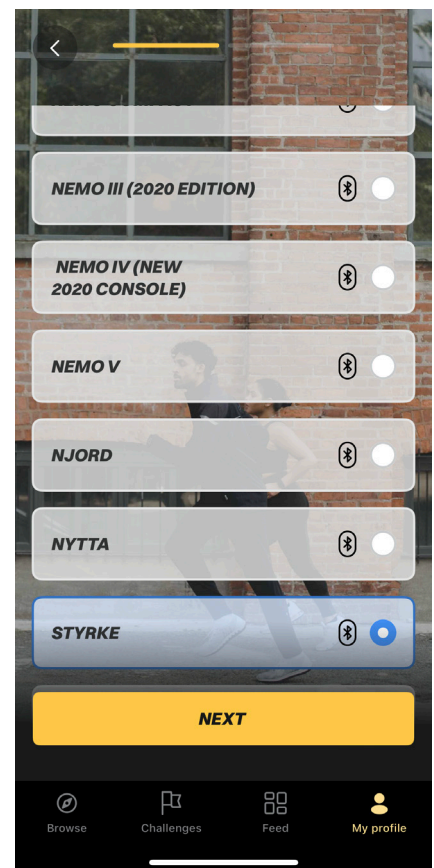 NEMO III (2020 EDITION)
NEMO IV (NEW
2020 CONSOLE)
NEMO V
NJORD
NYTTA
STYRKE
NEXT
Browse
Challenges
Feed
My profile